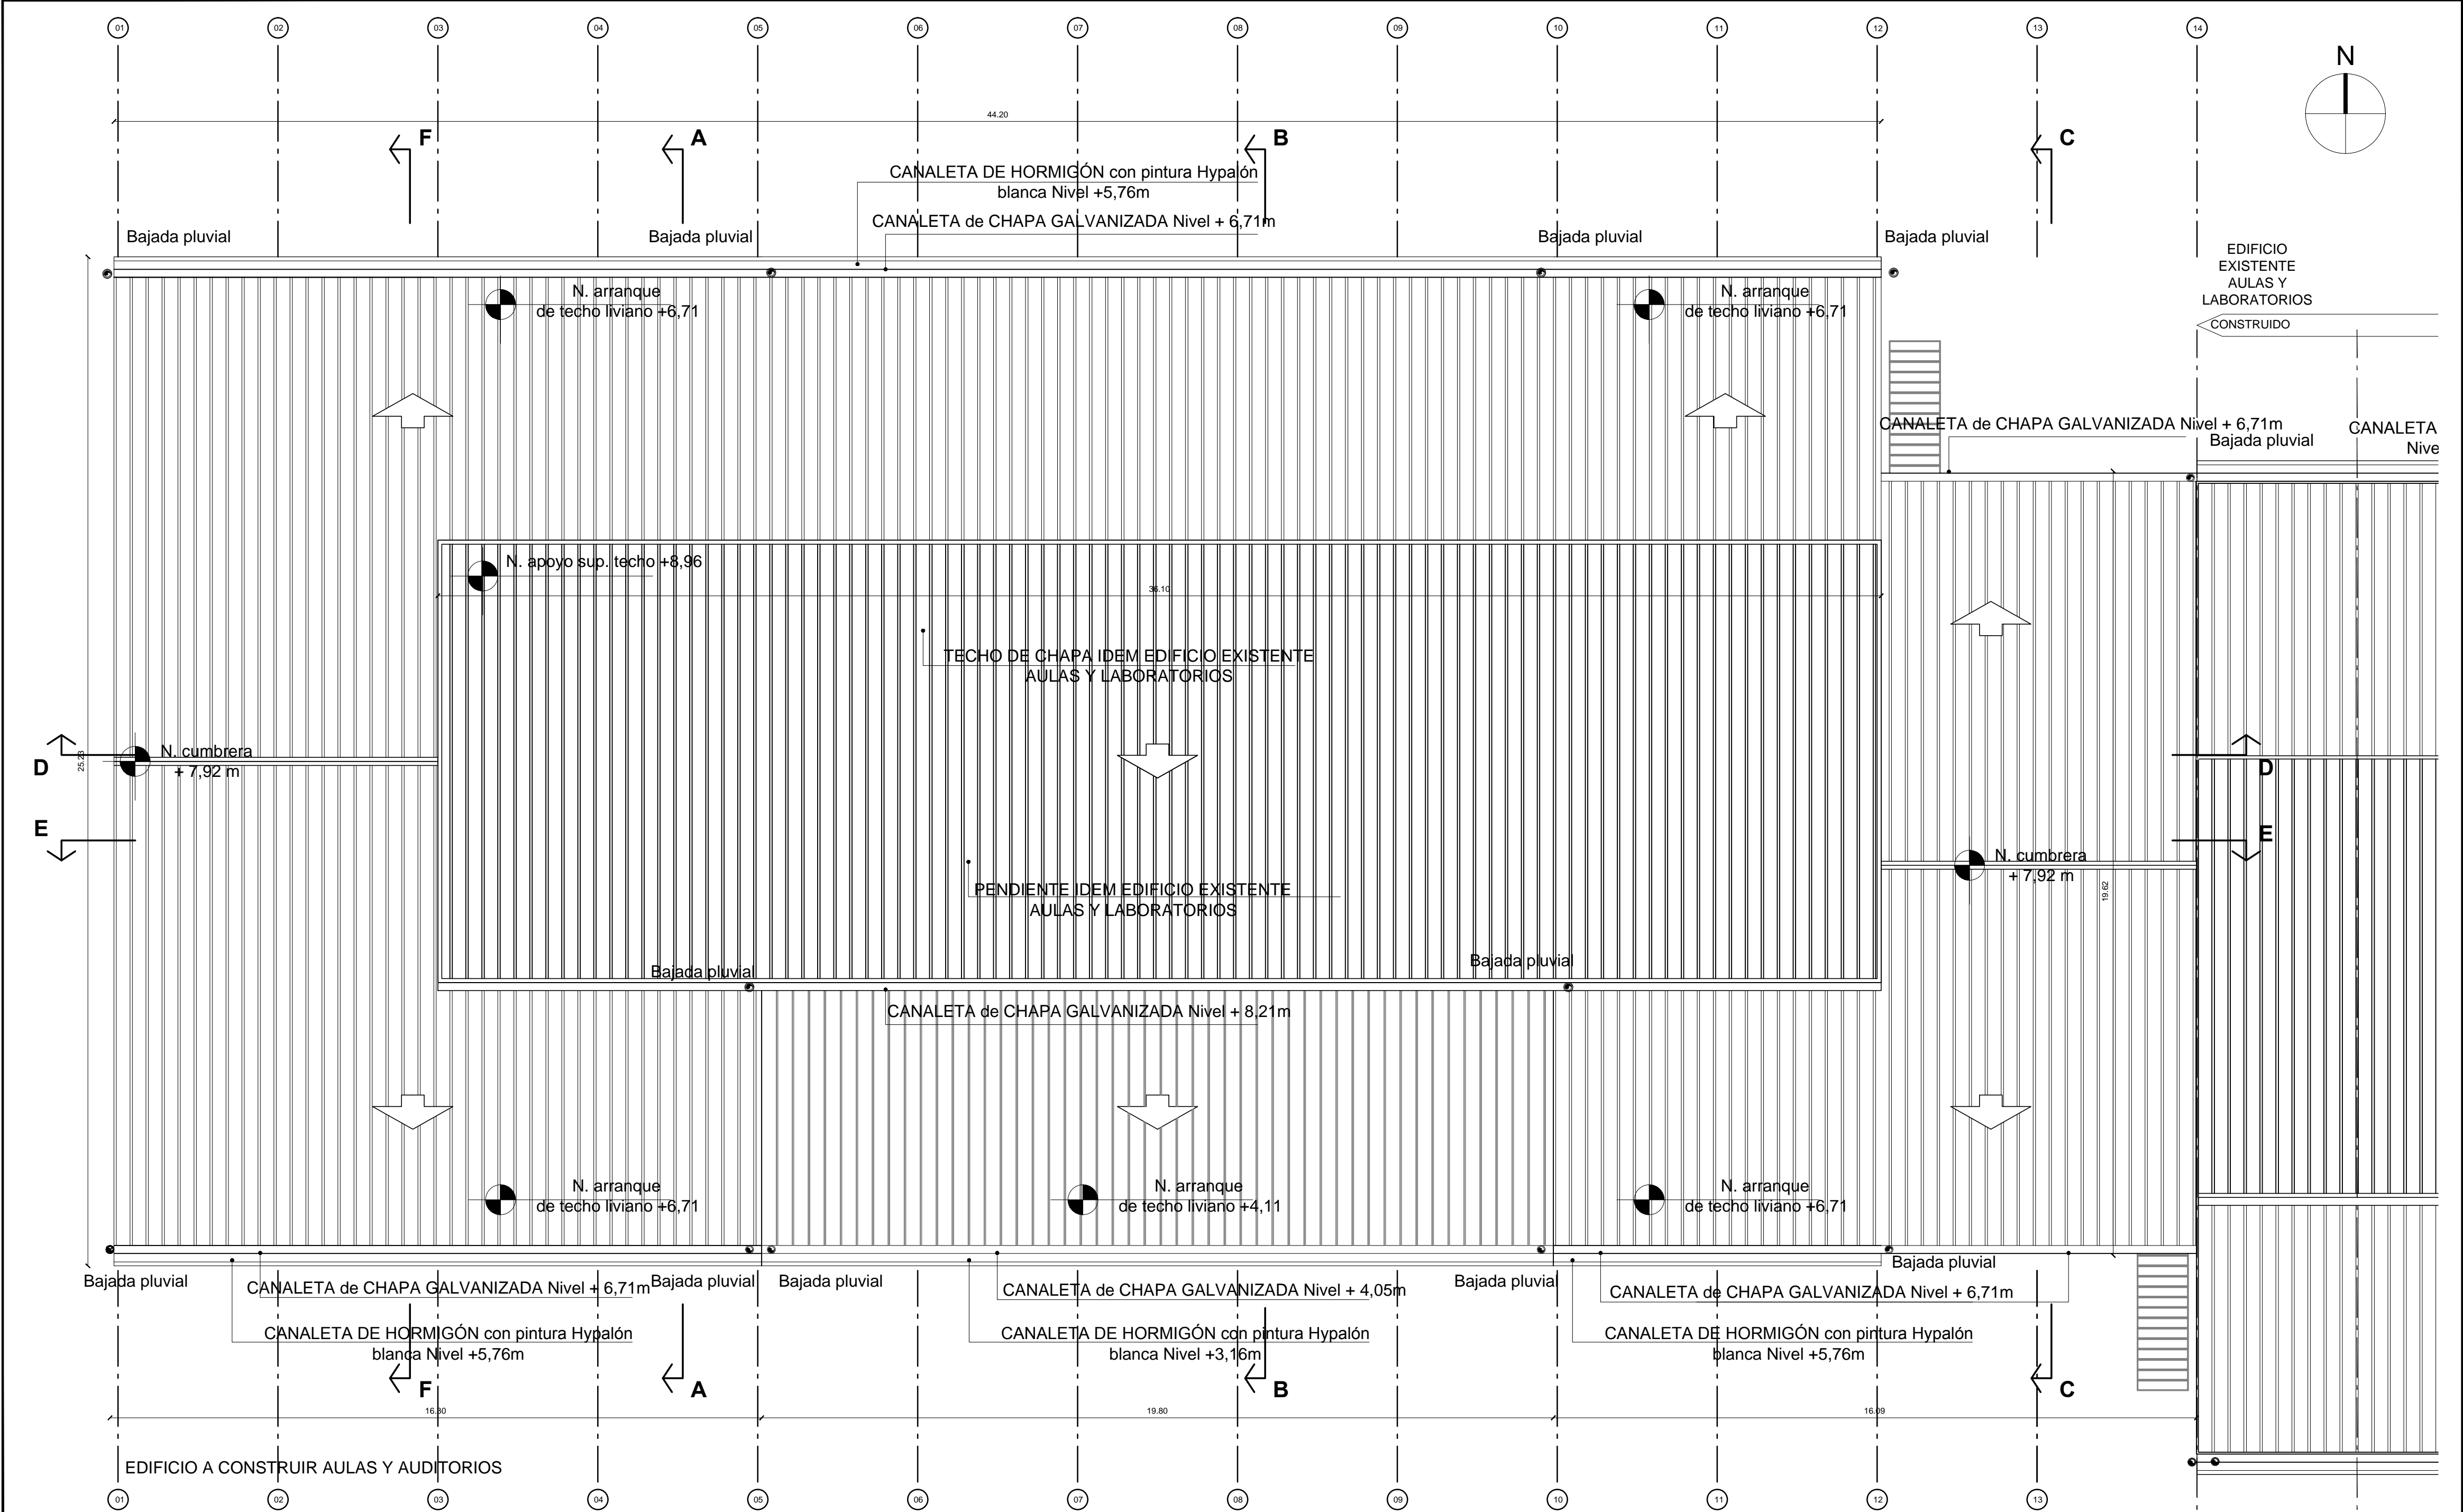 01 02 03 04 05 06 07 08 09 10 11 12 13 14
N
44.20
F A B C
CANALETA DE HORMIGÓN con pintura Hypalón
blanca Nivel +5,76m
CANALETA de CHAPA GALVANIZADA Nivel + 6,71m
Bajada pluvial
Bajada pluvial
Bajada pluvial
Bajada pluvial
EDIFICIO
EXISTENTE
AULAS Y
LABORATORIOS
CONSTRUIDO
N. arranque
de techo liviano +6,71
N. arranque
de techo liviano +6,71
CANALETA de CHAPA GALVANIZADA Nivel + 6,71m
Bajada pluvial
CANALETA
Nive
N. apoyo sup. techo +8,96
36.10
TECHO DE CHAPA IDEM EDIFICIO EXISTENTE
AULAS Y LABORATORIOS
D
25.23
N. cumbrera
+ 7,92 m
D
E
E
N. cumbrera
+ 7,92 m
19.62
PENDIENTE IDEM EDIFICIO EXISTENTE
AULAS Y LABORATORIOS
Bajada pluvial
Bajada pluvial
CANALETA de CHAPA GALVANIZADA Nivel + 8,21m
N. arranque
de techo liviano +6,71
N. arranque
de techo liviano +4,11
N. arranque
de techo liviano +6,71
Bajada pluvial
Bajada pluvial
Bajada pluvial
Bajada pluvial
Bajada pluvial
CANALETA de CHAPA GALVANIZADA Nivel + 6,71m
CANALETA de CHAPA GALVANIZADA Nivel + 4,05m
CANALETA de CHAPA GALVANIZADA Nivel + 6,71m
CANALETA DE HORMIGÓN con pintura Hypalón
blanca Nivel +5,76m
CANALETA DE HORMIGÓN con pintura Hypalón
blanca Nivel +3,16m
CANALETA DE HORMIGÓN con pintura Hypalón
blanca Nivel +5,76m
F A B C
16.30
19.80
16.09
EDIFICIO A CONSTRUIR AULAS Y AUDITORIOS
01 02 03 04 05 06 07 08 09 10 11 12 13